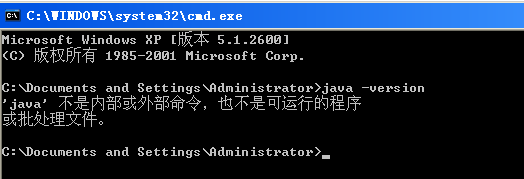 C:\WINDOWS\system32\cmd.exe
Microsoft Windows XP [版本 5.1.2600]
(C) 版权所有 1985-2001 Microsoft Corp.
C:\Documents and Settings\Administrator>java -version
'java' 不是内部或外部命令，也不是可运行的程序
或批处理文件。
C:\Documents and Settings\Administrator>_